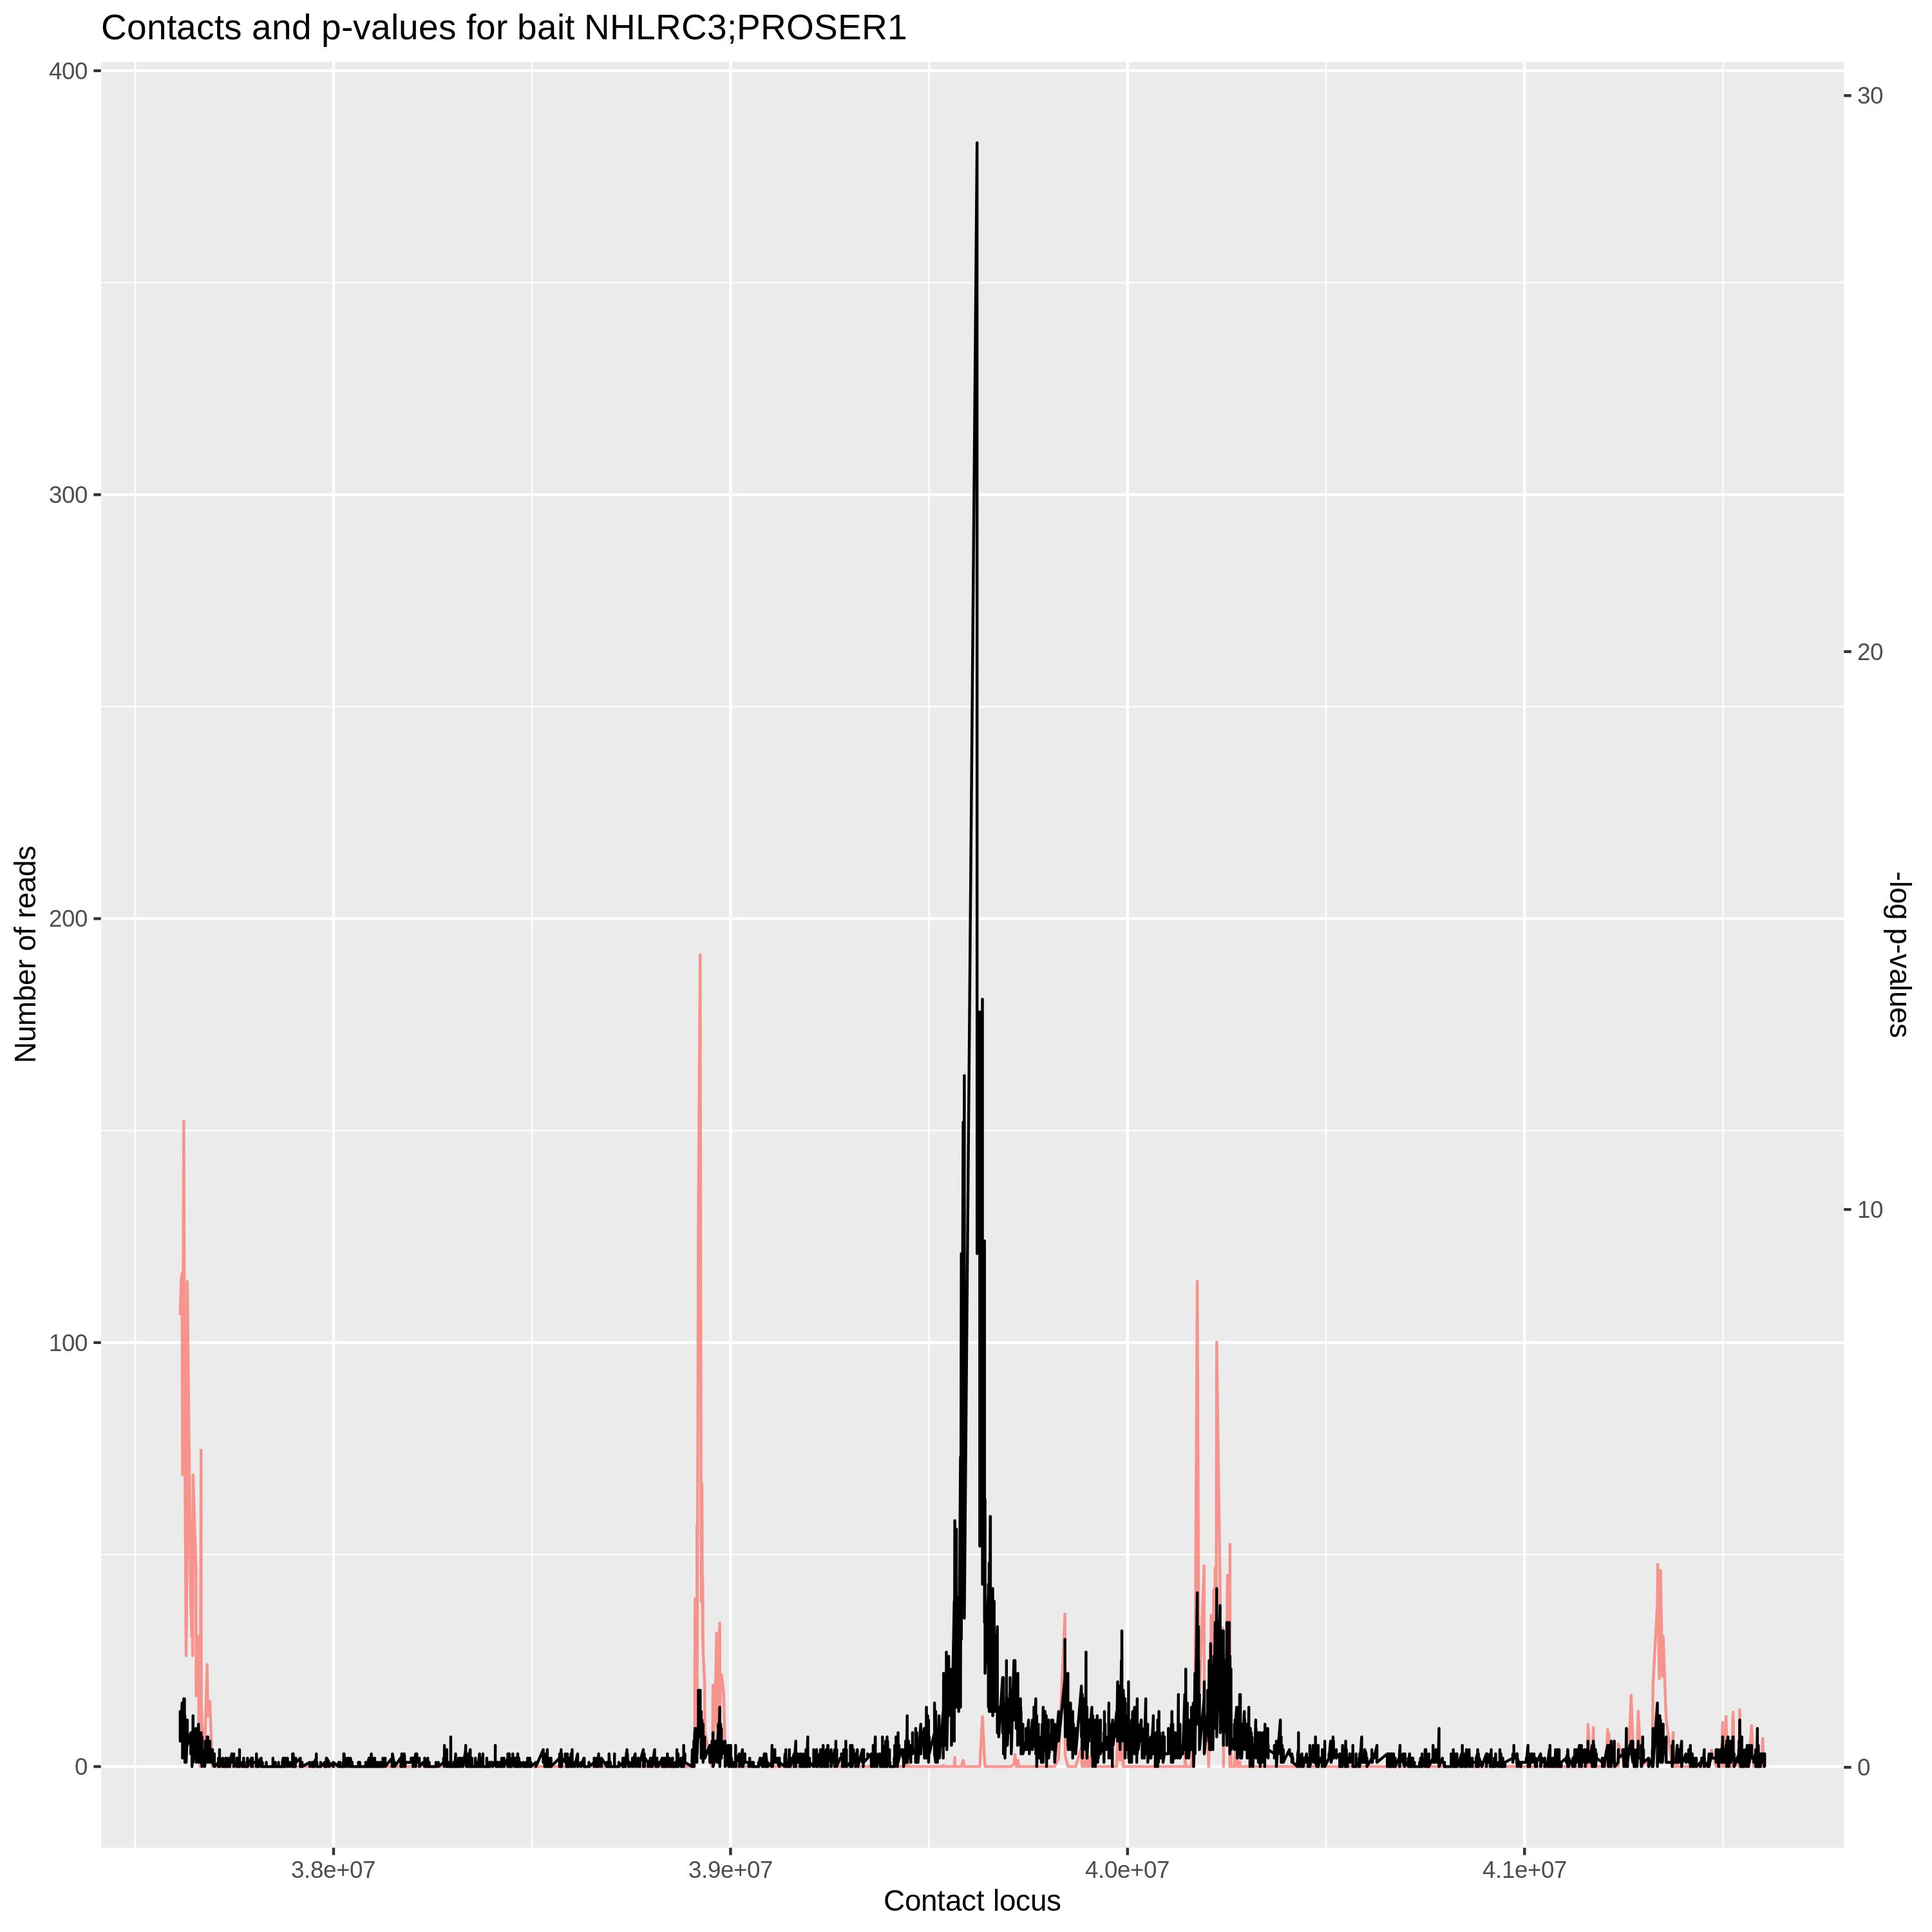 Contacts and p-values for bait NHLRC3;PROSER1
400
300
200
100
0
30
20
10
0
Number of reads
-log p-values
3.8e+07
3.9e+07
4.0e+07
4.1e+07
Contact locus